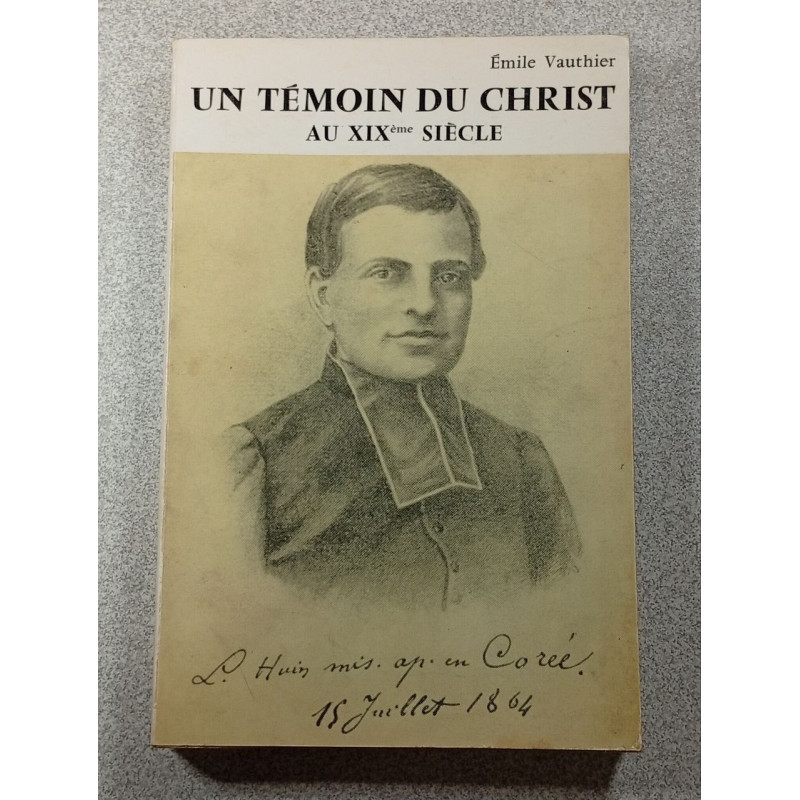 Émile Vauthier
UN TÉMOIN DU CHRIST
AU XIXème SIÈCLE
L. Huin mis. ap. en Corée.
15 Juillet 1864